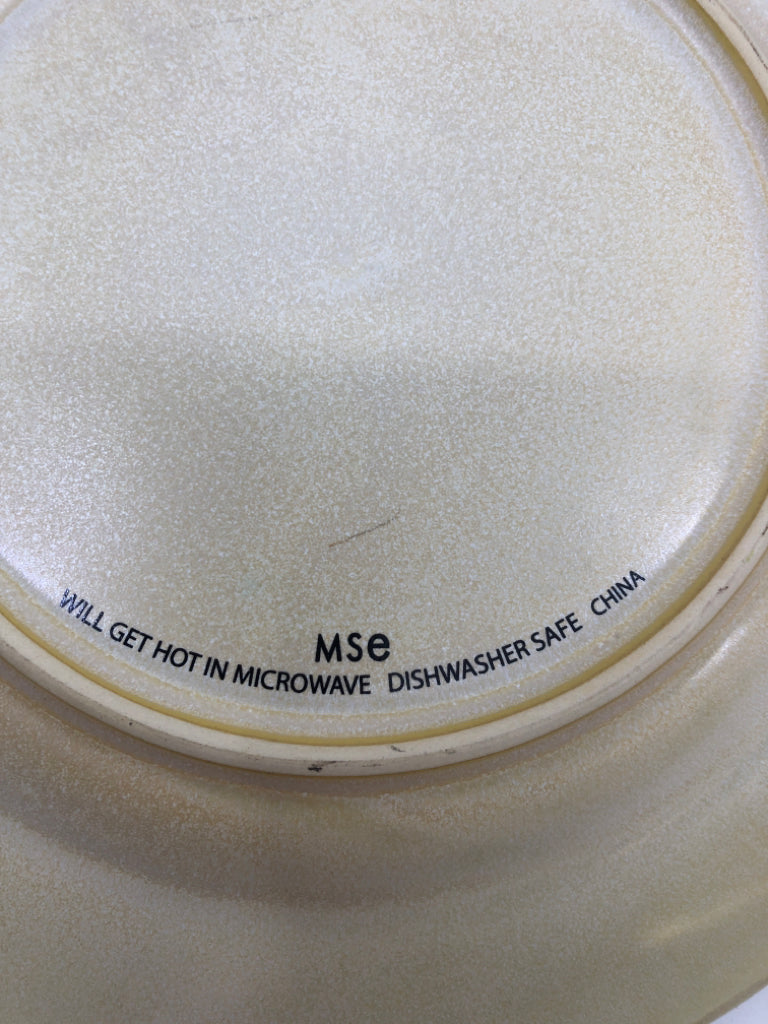 MSe
WILL GET HOT IN MICROWAVE DISHWASHER SAFE CHINA